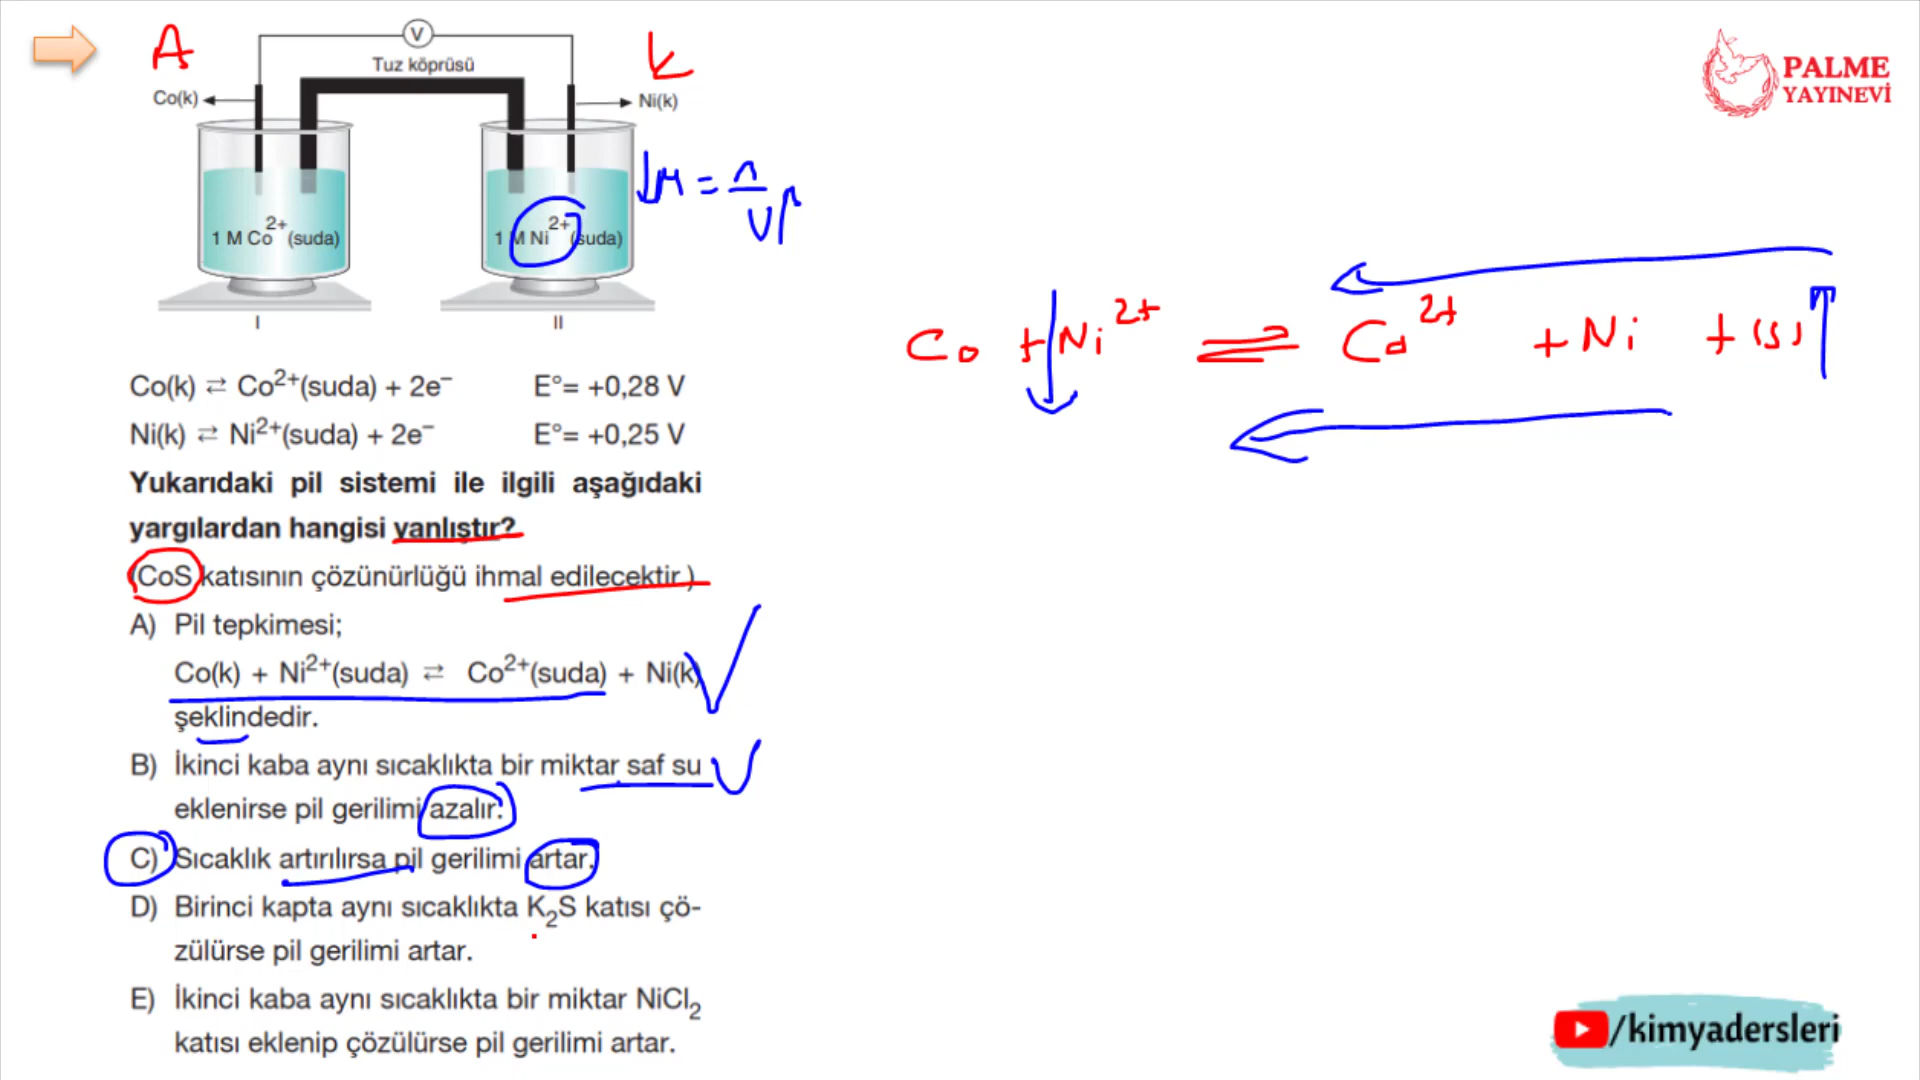 A
V
K
Tuz köprüsü
Co(k)
Ni(k)
PALME
YAYINEVİ
↓M = n/V↑
1 M Co2+(suda)
1 M Ni2+(suda)
I
II
Co + Ni2+ ⇌ Co2+ + Ni + ısı
Co(k) ⇄ Co2+(suda) + 2e– E°= +0,28 V
Ni(k) ⇄ Ni2+(suda) + 2e– E°= +0,25 V
Yukarıdaki pil sistemi ile ilgili aşağıdaki
yargılardan hangisi yanlıştır?
(CoS katısının çözünürlüğü ihmal edilecektir.)
A) Pil tepkimesi;
Co(k) + Ni2+(suda) ⇄ Co2+(suda) + Ni(k)
şeklindedir.
B) İkinci kaba aynı sıcaklıkta bir miktar saf su
eklenirse pil gerilimi azalır.
C) Sıcaklık artırılırsa pil gerilimi artar.
D) Birinci kapta aynı sıcaklıkta K2S katısı çö-
zülürse pil gerilimi artar.
E) İkinci kaba aynı sıcaklıkta bir miktar NiCl2
katısı eklenip çözülürse pil gerilimi artar.
/kimyadersleri